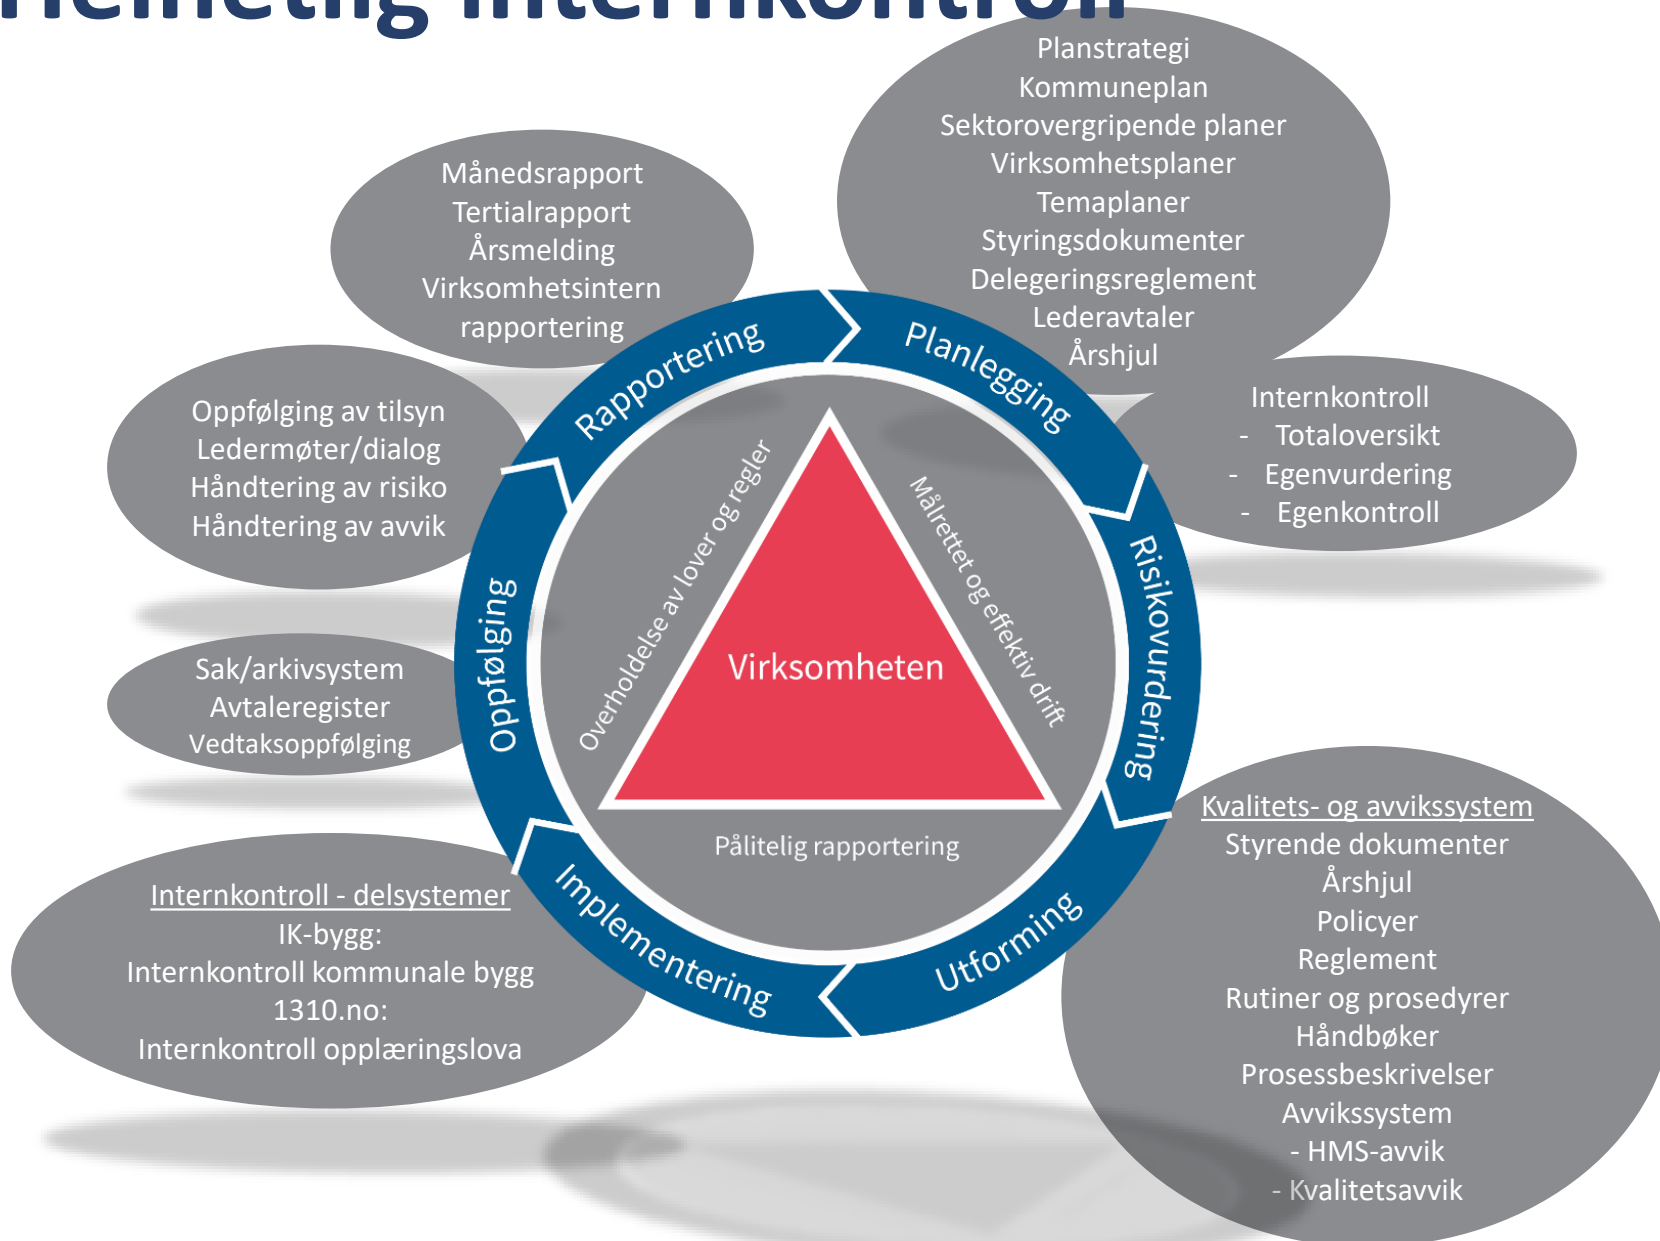 Helhetlig internkontroll
Planstrategi
Kommuneplan
Sektorovergripende planer
Virksomhetsplaner
Temaplaner
Styringsdokumenter
Delegeringsreglement
Lederavtaler
Årshjul
Månedsrapport
Tertialrapport
Årsmelding
Virksomhetsintern
rapportering
Internkontroll
- Totaloversikt
- Egenvurdering
- Egenkontroll
Oppfølging av tilsyn
Ledermøter/dialog
Håndtering av risiko
Håndtering av avvik
Sak/arkivsystem
Avtaleregister
Vedtaksoppfølging
Rapportering
Planlegging
Risikovurdering
Utforming
Implementering
Oppfølging
Overholdelse av lover og regler
Målrettet og effektiv drift
Virksomheten
Pålitelig rapportering
Internkontroll - delsystemer
IK-bygg:
Internkontroll kommunale bygg
1310.no:
Internkontroll opplæringslova
Kvalitets- og avvikssystem
Styrende dokumenter
Årshjul
Policyer
Reglement
Rutiner og prosedyrer
Håndbøker
Prosessbeskrivelser
Avvikssystem
- HMS-avvik
- Kvalitetsavvik